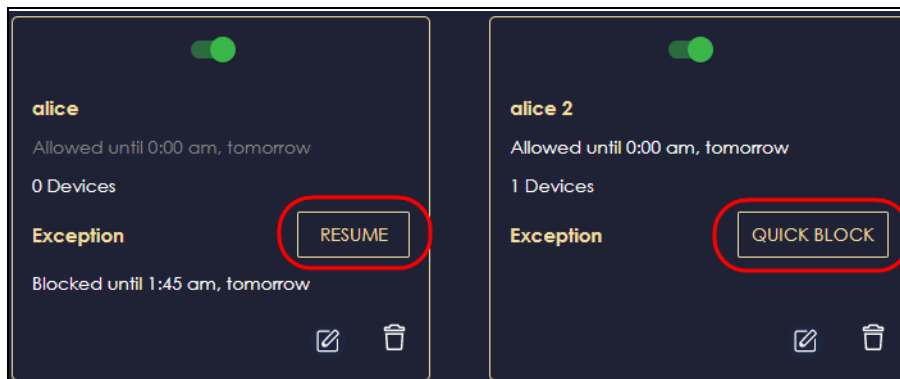 alice
Allowed until 0:00 am, tomorrow
0 Devices
Exception
RESUME
Blocked until 1:45 am, tomorrow
alice 2
Allowed until 0:00 am, tomorrow
1 Devices
Exception
QUICK BLOCK